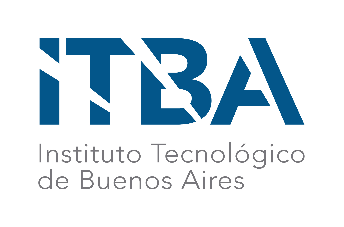 ITBA
Instituto Tecnológico
de Buenos Aires